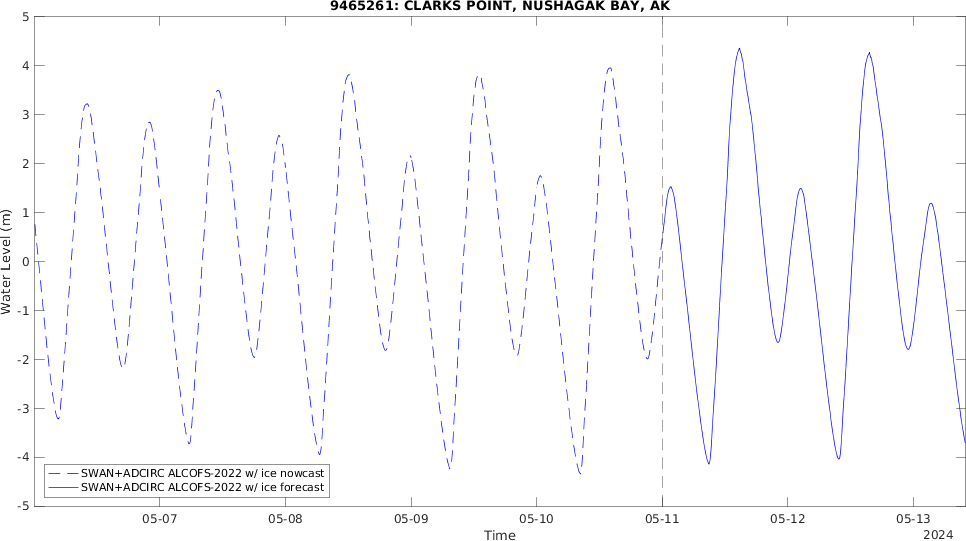 9465261: CLARKS POINT, NUSHAGAK BAY, AK
Water Level (m)
5
4
3
2
1
0
-1
-2
-3
-4
-5
SWAN+ADCIRC ALCOFS-2022 w/ ice nowcast
SWAN+ADCIRC ALCOFS-2022 w/ ice forecast
05-07 05-08 05-09 05-10 05-11 05-12 05-13
Time
2024